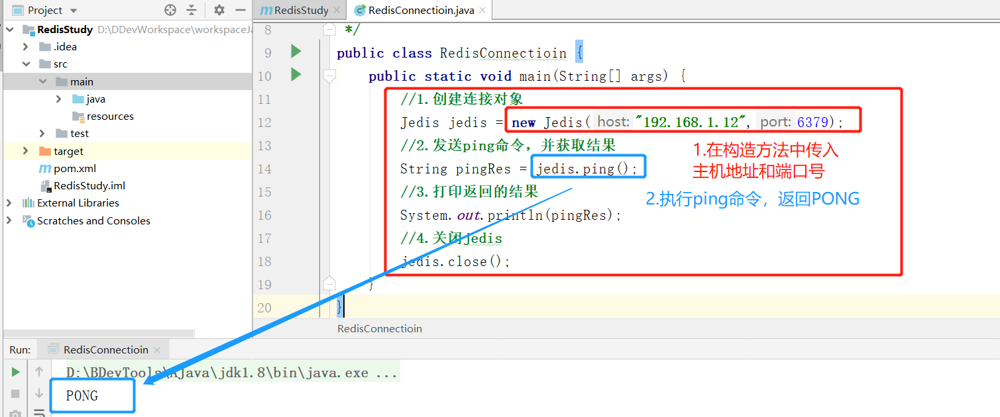 Project
RedisStudy
RedisConnectioin.java
RedisStudy D:\DDevWorkspace\workspaceJa
.idea
src
main
java
resources
test
target
pom.xml
RedisStudy.iml
External Libraries
Scratches and Consoles
8 */
9 public class RedisConnectioin {
10 public static void main(String[] args) {
11 //1.创建连接对象
12 Jedis jedis = new Jedis( host: "192.168.1.12", port: 6379);
13 //2.发送ping命令，并获取结果
14 String pingRes = jedis.ping();
15 //3.打印返回的结果
16 System.out.println(pingRes);
17 //4.关闭jedis
18 jedis.close();
19 }
20 }
1.在构造方法中传入
主机地址和端口号
2.执行ping命令，返回PONG
RedisConnectioin
Run: RedisConnectioin
D:\BDevTools\AJava\jdk1.8\bin\java.exe ...
PONG